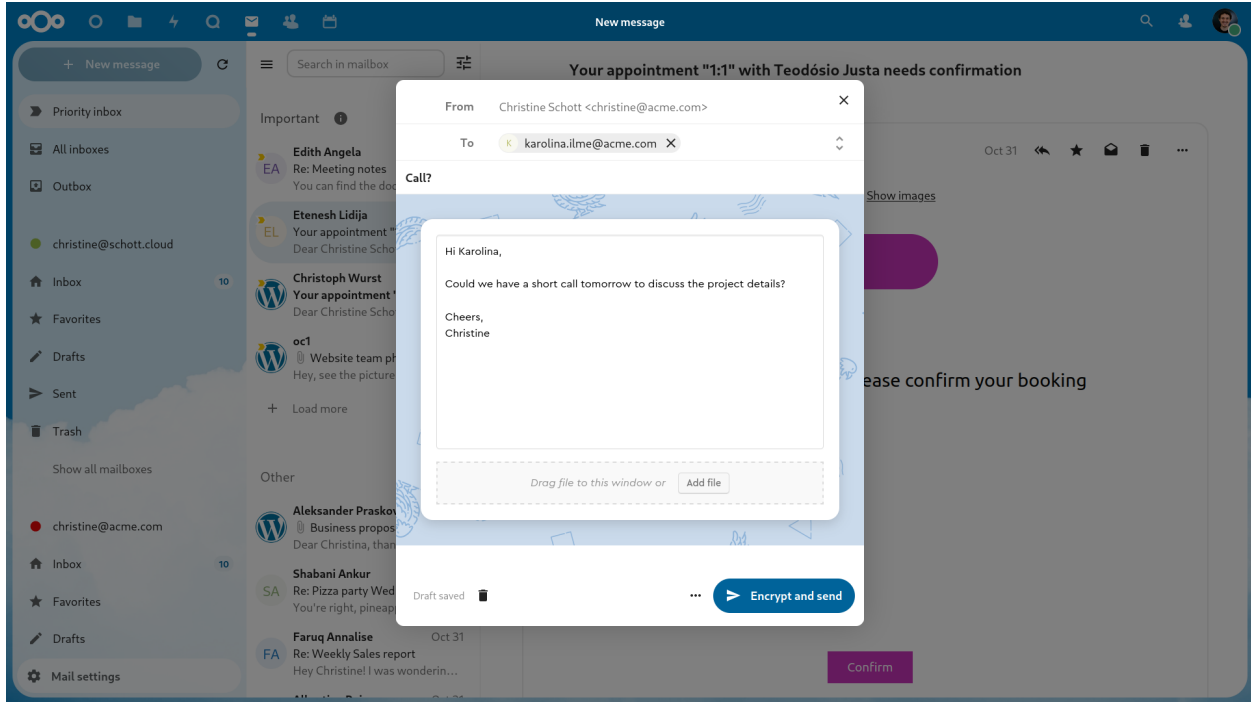 New message
+ New message
Search in mailbox
Your appointment "1:1" with Teodósio Justa needs confirmation
Priority inbox
All inboxes
Outbox
christine@schott.cloud
Inbox 10
Favorites
Drafts
Sent
Trash
Show all mailboxes
christine@acme.com
Inbox 10
Favorites
Drafts
Mail settings
Important
EA
Edith Angela
Re: Meeting notes
You can find the doc
EL
Etenesh Lidija
Your appointment "
Dear Christine Scho
Christoph Wurst
Your appointment "
Dear Christine Scho
oc1
Website team ph
Hey, see the picture
+ Load more
Other
Aleksander Prasko
Business propos
Dear Christina, than
SA
Shabani Ankur
Re: Pizza party Wed
You're right, pineap
FA
Faruq Annalise Oct 31
Re: Weekly Sales report
Hey Christine! I was wonderin...
From Christine Schott <christine@acme.com>
To K karolina.ilme@acme.com
Call?
Hi Karolina,
Could we have a short call tomorrow to discuss the project details?
Cheers,
Christine
Drag file to this window or Add file
Draft saved
Encrypt and send
Oct 31
Show images
ease confirm your booking
Confirm